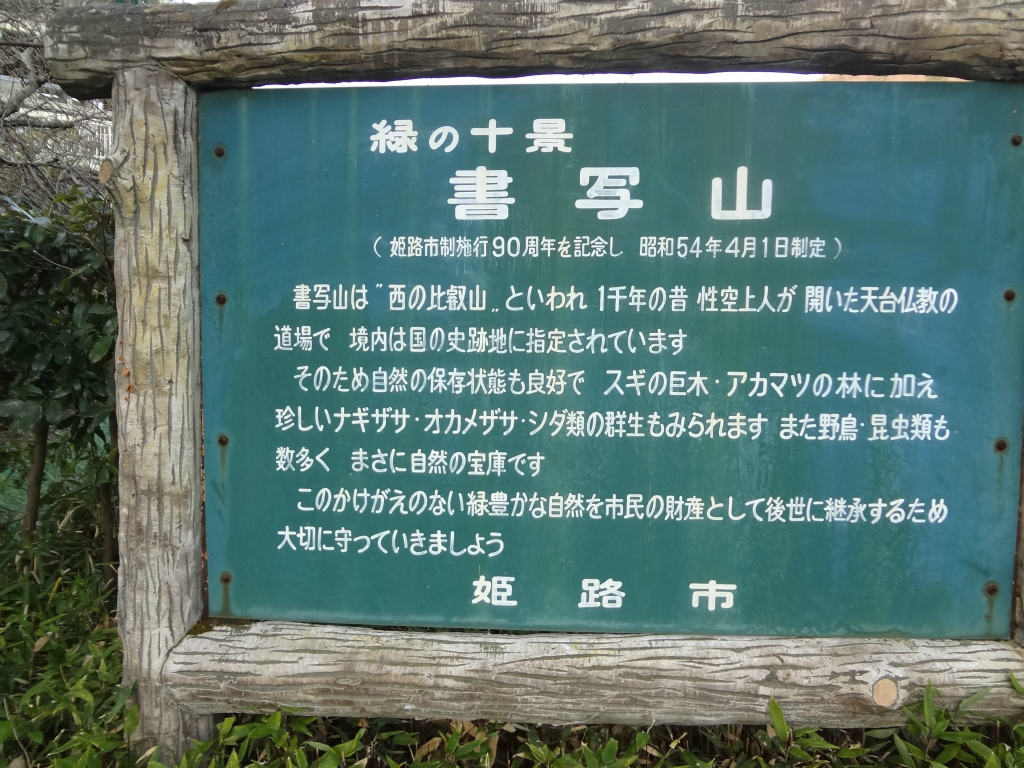 緑の十景
書写山
（姫路市制施行90周年を記念し　昭和54年4月1日制定）
書写山は〝西の比叡山〟といわれ 1千年の昔 性空上人が 開いた天台仏教の
道場で　境内は国の史跡地に指定されています
そのため自然の保存状態も良好で　スギの巨木・アカマツの林に加え
珍しいナギザサ・オカメザサ・シダ類の群生もみられます また野鳥・昆虫類も
数多く　まさに自然の宝庫です
このかけがえのない緑豊かな自然を市民の財産として後世に継承するため
大切に守っていきましょう
姫路市